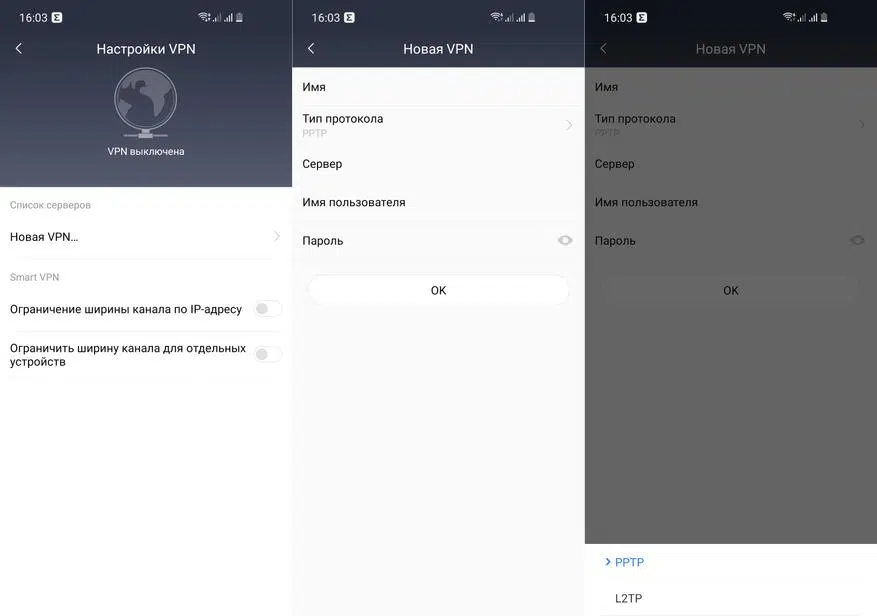 16:03
Настройки VPN
VPN выключена
Список серверов
Новая VPN...
Smart VPN
Ограничение ширины канала по IP-адресу
Ограничить ширину канала для отдельных
устройств
16:03
Новая VPN
Имя
Тип протокола
PPTP
Сервер
Имя пользователя
Пароль
OK
16:03
Новая VPN
Имя
Тип протокола
PPTP
Сервер
Имя пользователя
Пароль
OK
PPTP
L2TP